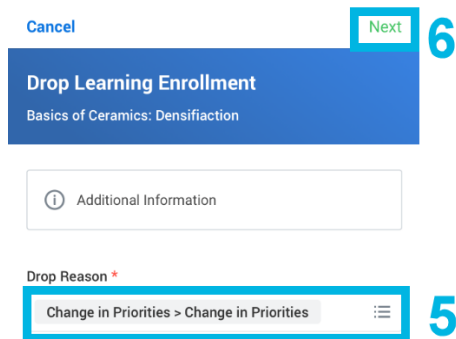 Cancel Next 6
Drop Learning Enrollment
Basics of Ceramics: Densifiaction
Additional Information
Drop Reason *
Change in Priorities > Change in Priorities 5